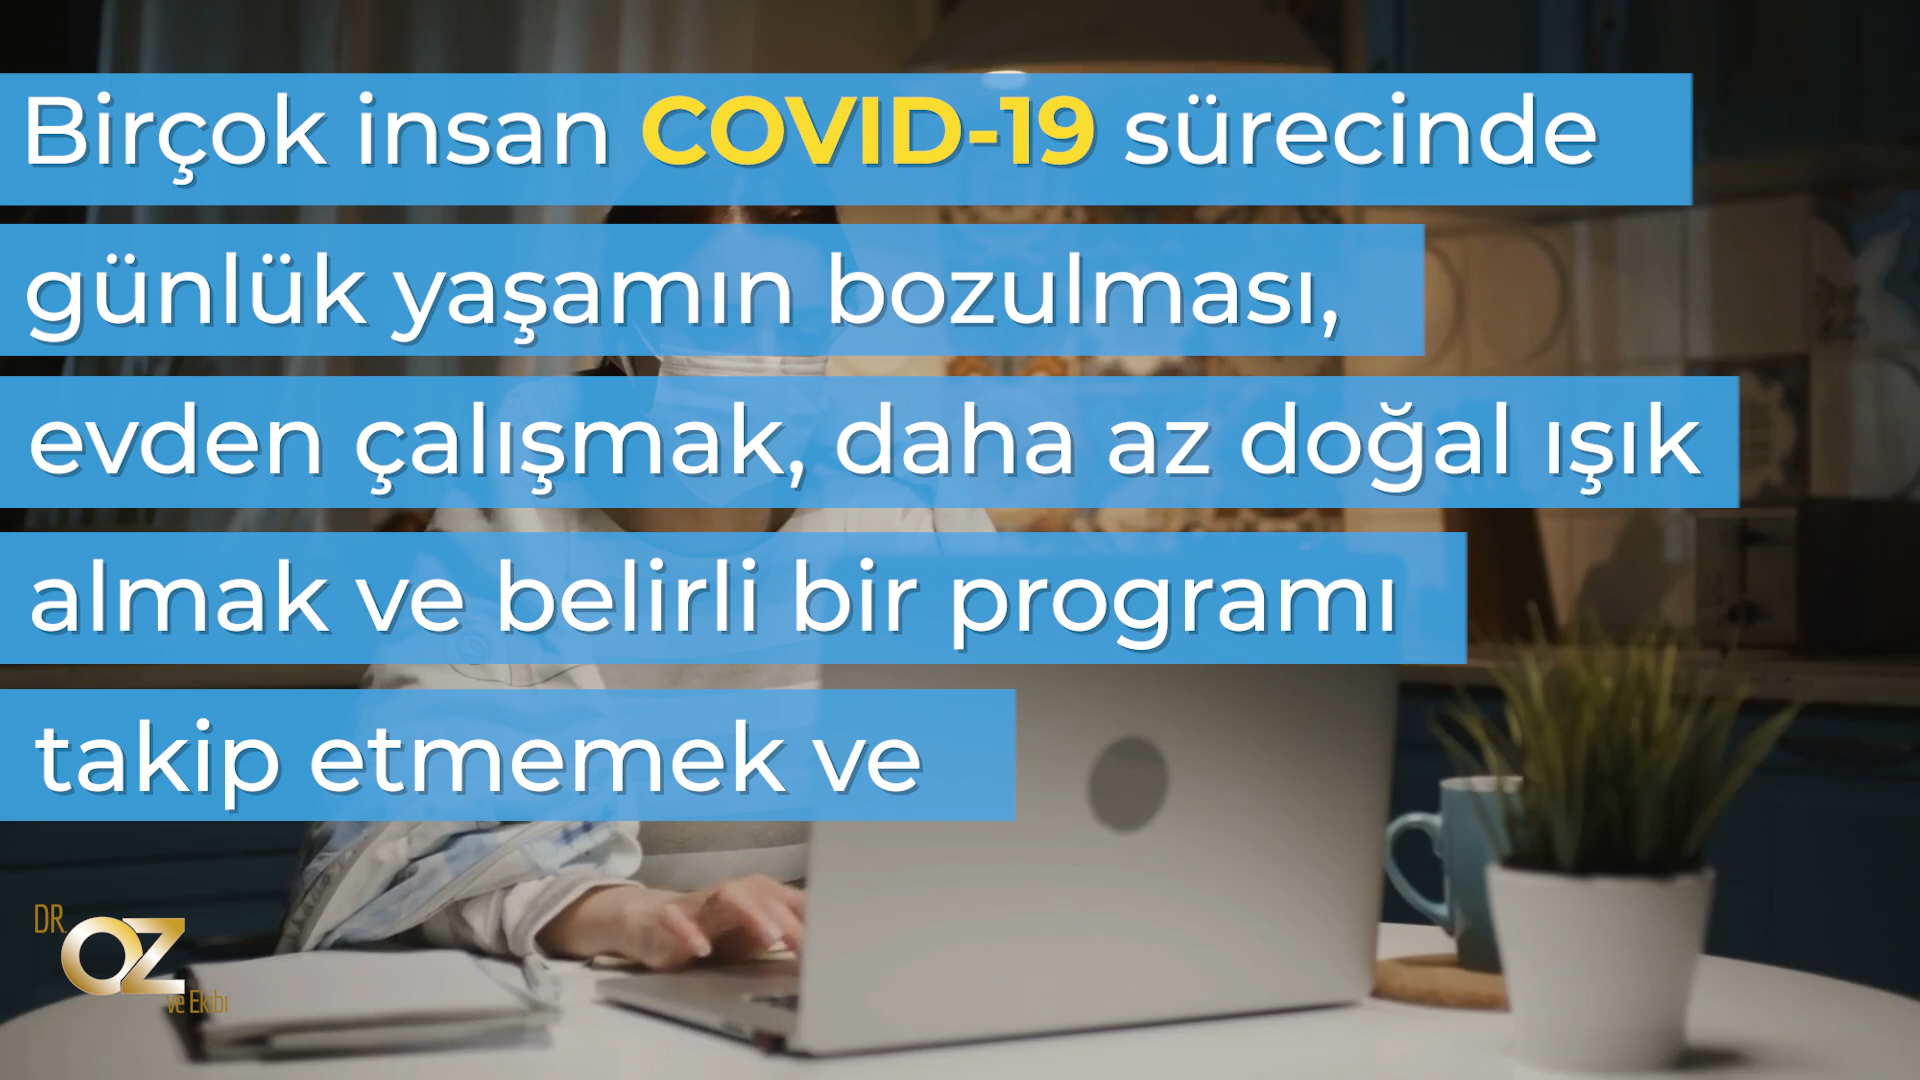 Birçok insan COVID-19 sürecinde
günlük yaşamın bozulması,
evden çalışmak, daha az doğal ışık
almak ve belirli bir programı
takip etmemek ve
DR.
OZ
ve Ekibi